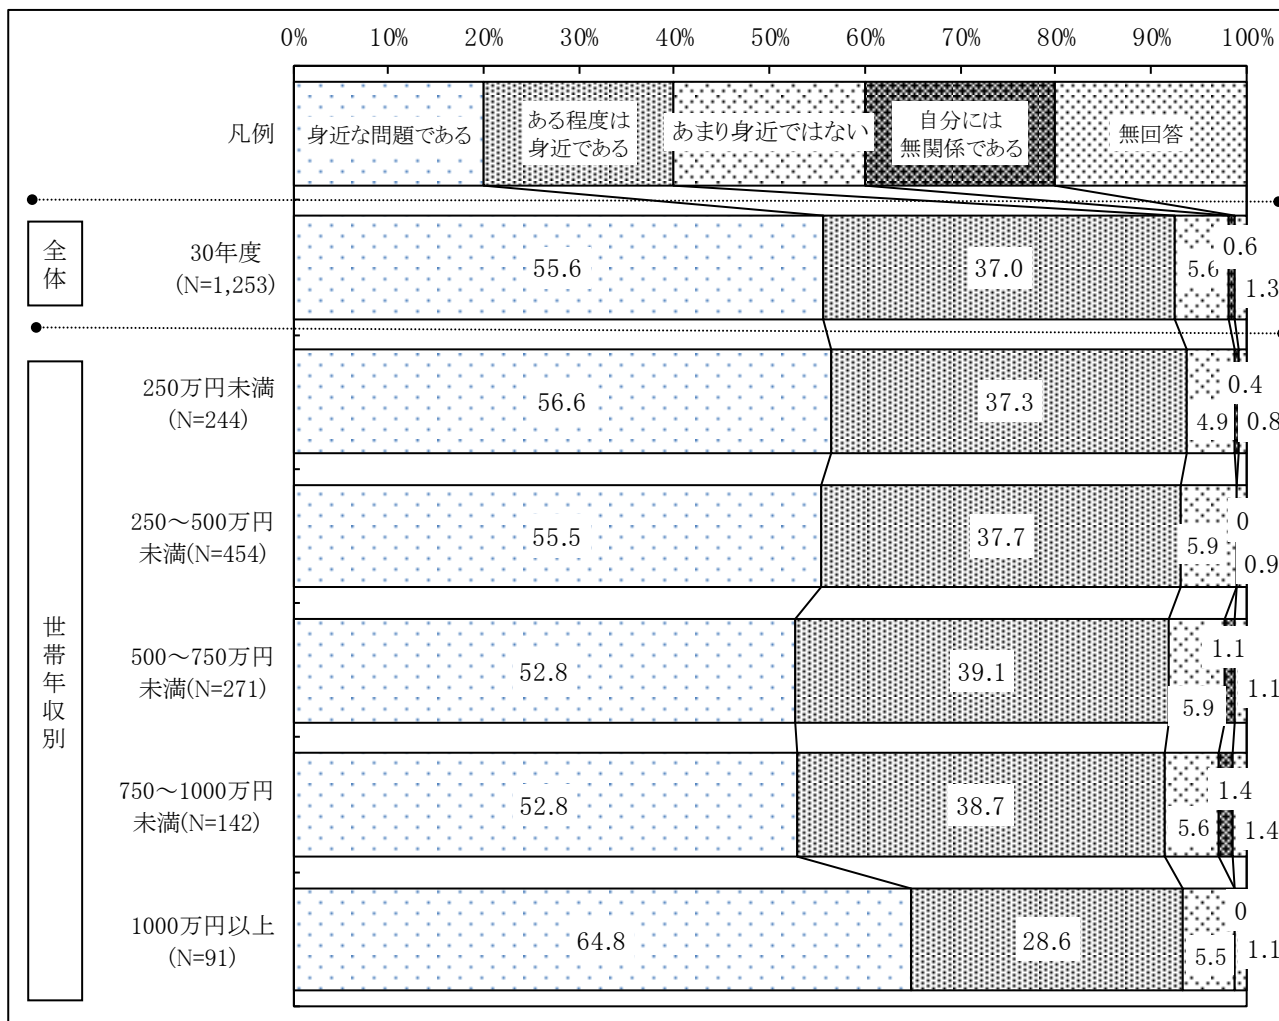 0% 10% 20% 30% 40% 50% 60% 70% 80% 90% 100%
凡例
身近な問題である
ある程度は
身近である
あまり身近ではない
自分には
無関係である
無回答
全体
30年度
(N=1,253)
55.6 37.0 5.6 0.6 1.3
世帯年収別
250万円未満
(N=244)
56.6 37.3 4.9 0.4 0.8
250～500万円
未満(N=454)
55.5 37.7 5.9 0 0.9
500～750万円
未満(N=271)
52.8 39.1 5.9 1.1 1.1
750～1000万円
未満(N=142)
52.8 38.7 5.6 1.4 1.4
1000万円以上
(N=91)
64.8 28.6 5.5 0 1.1